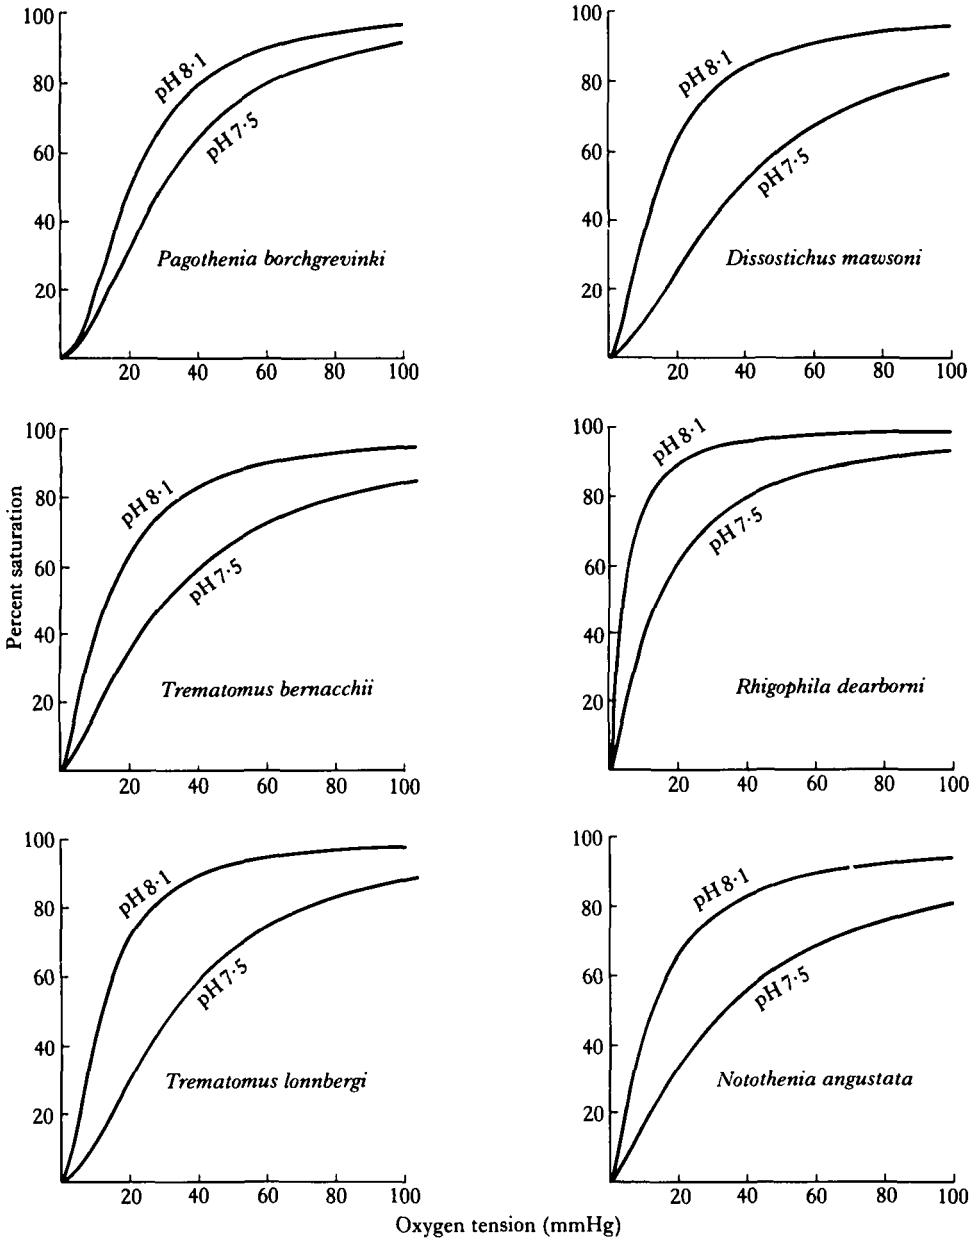 100
80
60
40
20
pH 8·1
pH 7·5
Pagothenia borchgrevinki
20 40 60 80 100
100
80
60
40
20
pH 8·1
pH 7·5
Dissostichus mawsoni
20 40 60 80 100
Percent saturation
100
80
60
40
20
pH 8·1
pH 7·5
Trematomus bernacchii
20 40 60 80 100
100
80
60
40
20
pH 8·1
pH 7·5
Rhigophila dearborni
20 40 60 80 100
100
80
60
40
20
pH 8·1
pH 7·5
Trematomus lonnbergi
20 40 60 80 100
100
80
60
40
20
pH 8·1
pH 7·5
Notothenia angustata
20 40 60 80 100
Oxygen tension (mmHg)